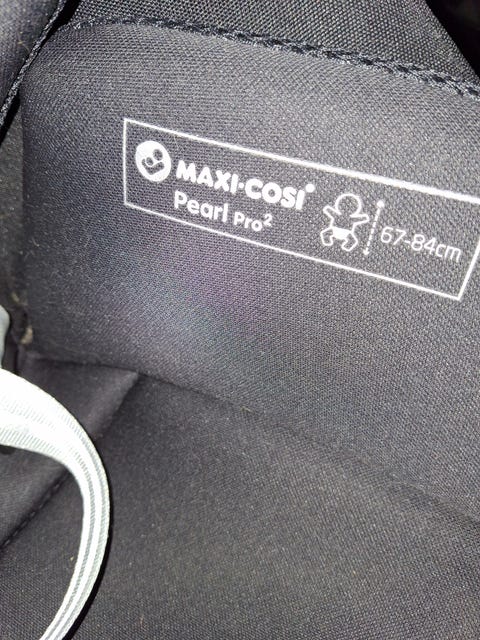 MAXI-COSI®
Pearl Pro²
67-84cm